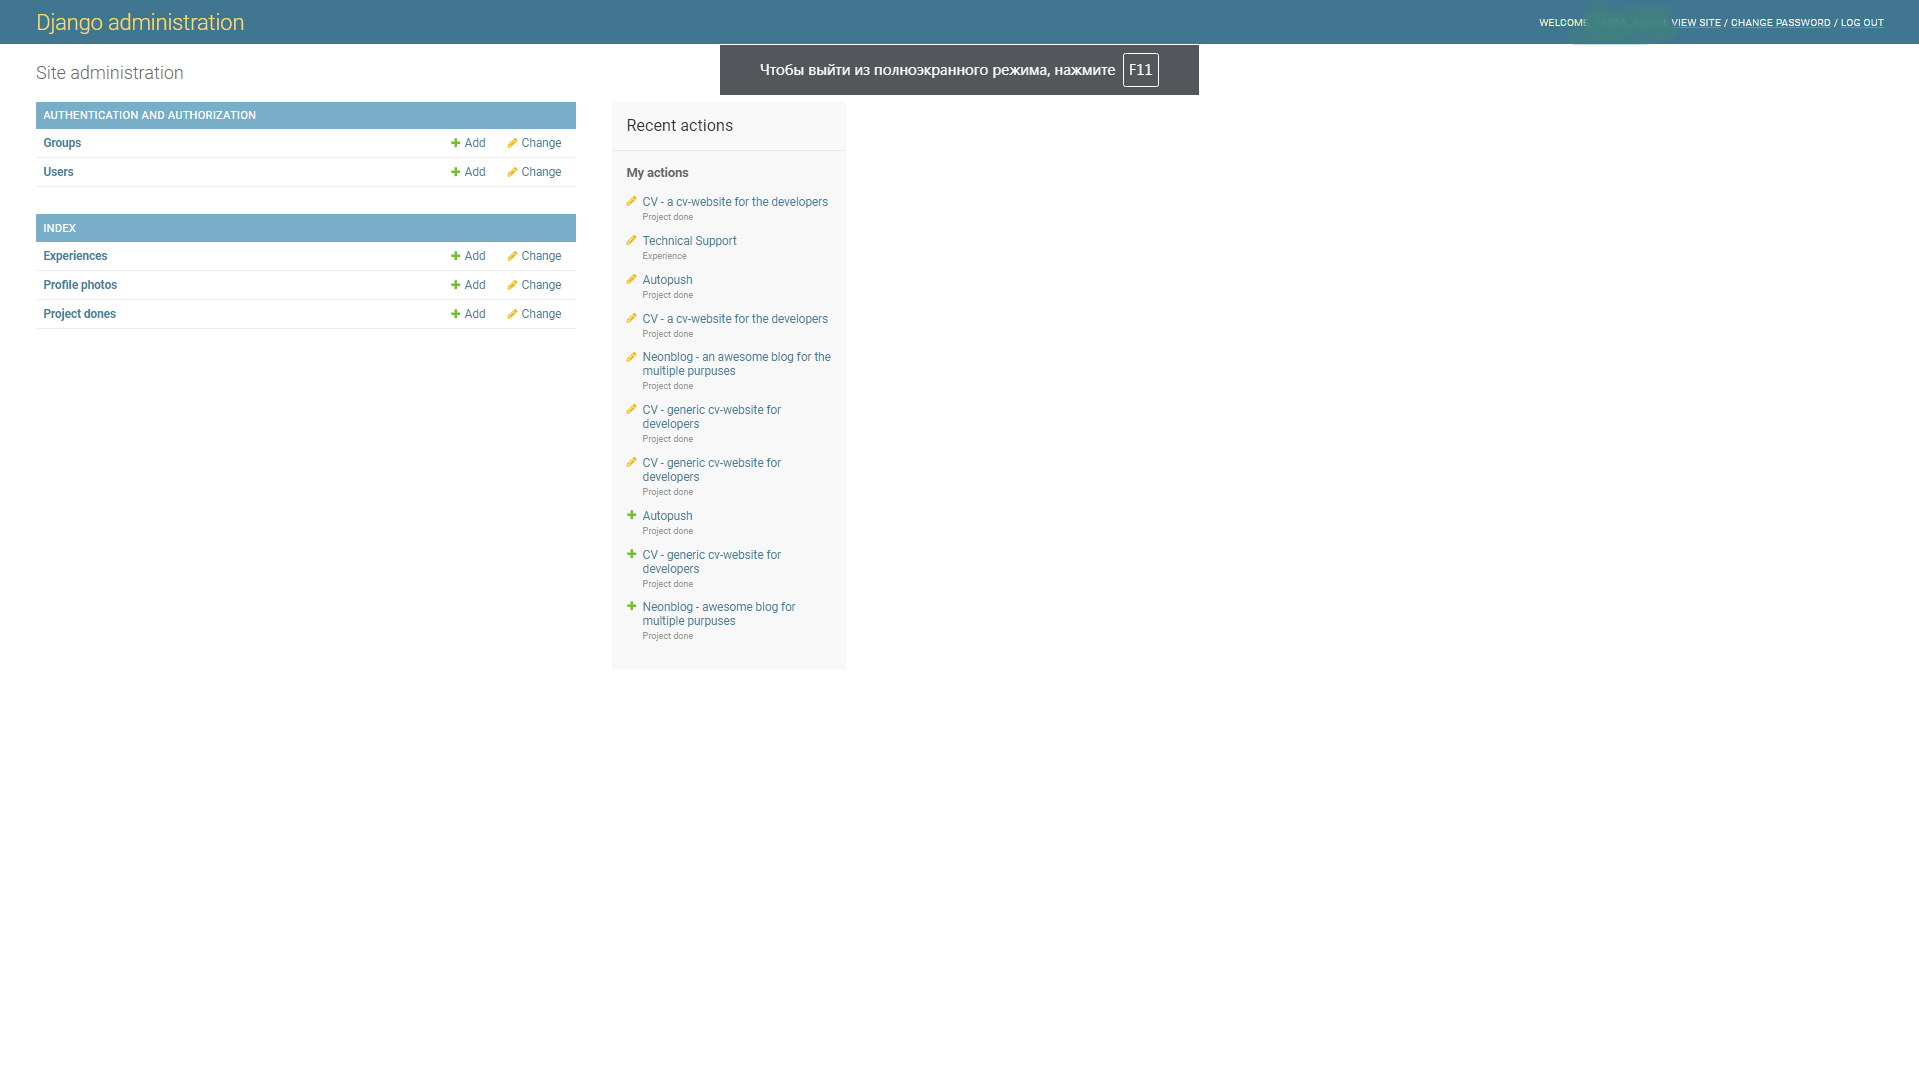 Django administration
WELCOME, VIEW SITE / CHANGE PASSWORD / LOG OUT
Чтобы выйти из полноэкранного режима, нажмите F11
Site administration
AUTHENTICATION AND AUTHORIZATION
Groups Add Change
Users Add Change
INDEX
Experiences Add Change
Profile photos Add Change
Project dones Add Change
Recent actions
My actions
CV - a cv-website for the developers
Project done
Technical Support
Experience
Autopush
Project done
CV - a cv-website for the developers
Project done
Neonblog - an awesome blog for the
multiple purpuses
Project done
CV - generic cv-website for
developers
Project done
CV - generic cv-website for
developers
Project done
Autopush
Project done
CV - generic cv-website for
developers
Project done
Neonblog - awesome blog for
multiple purpuses
Project done